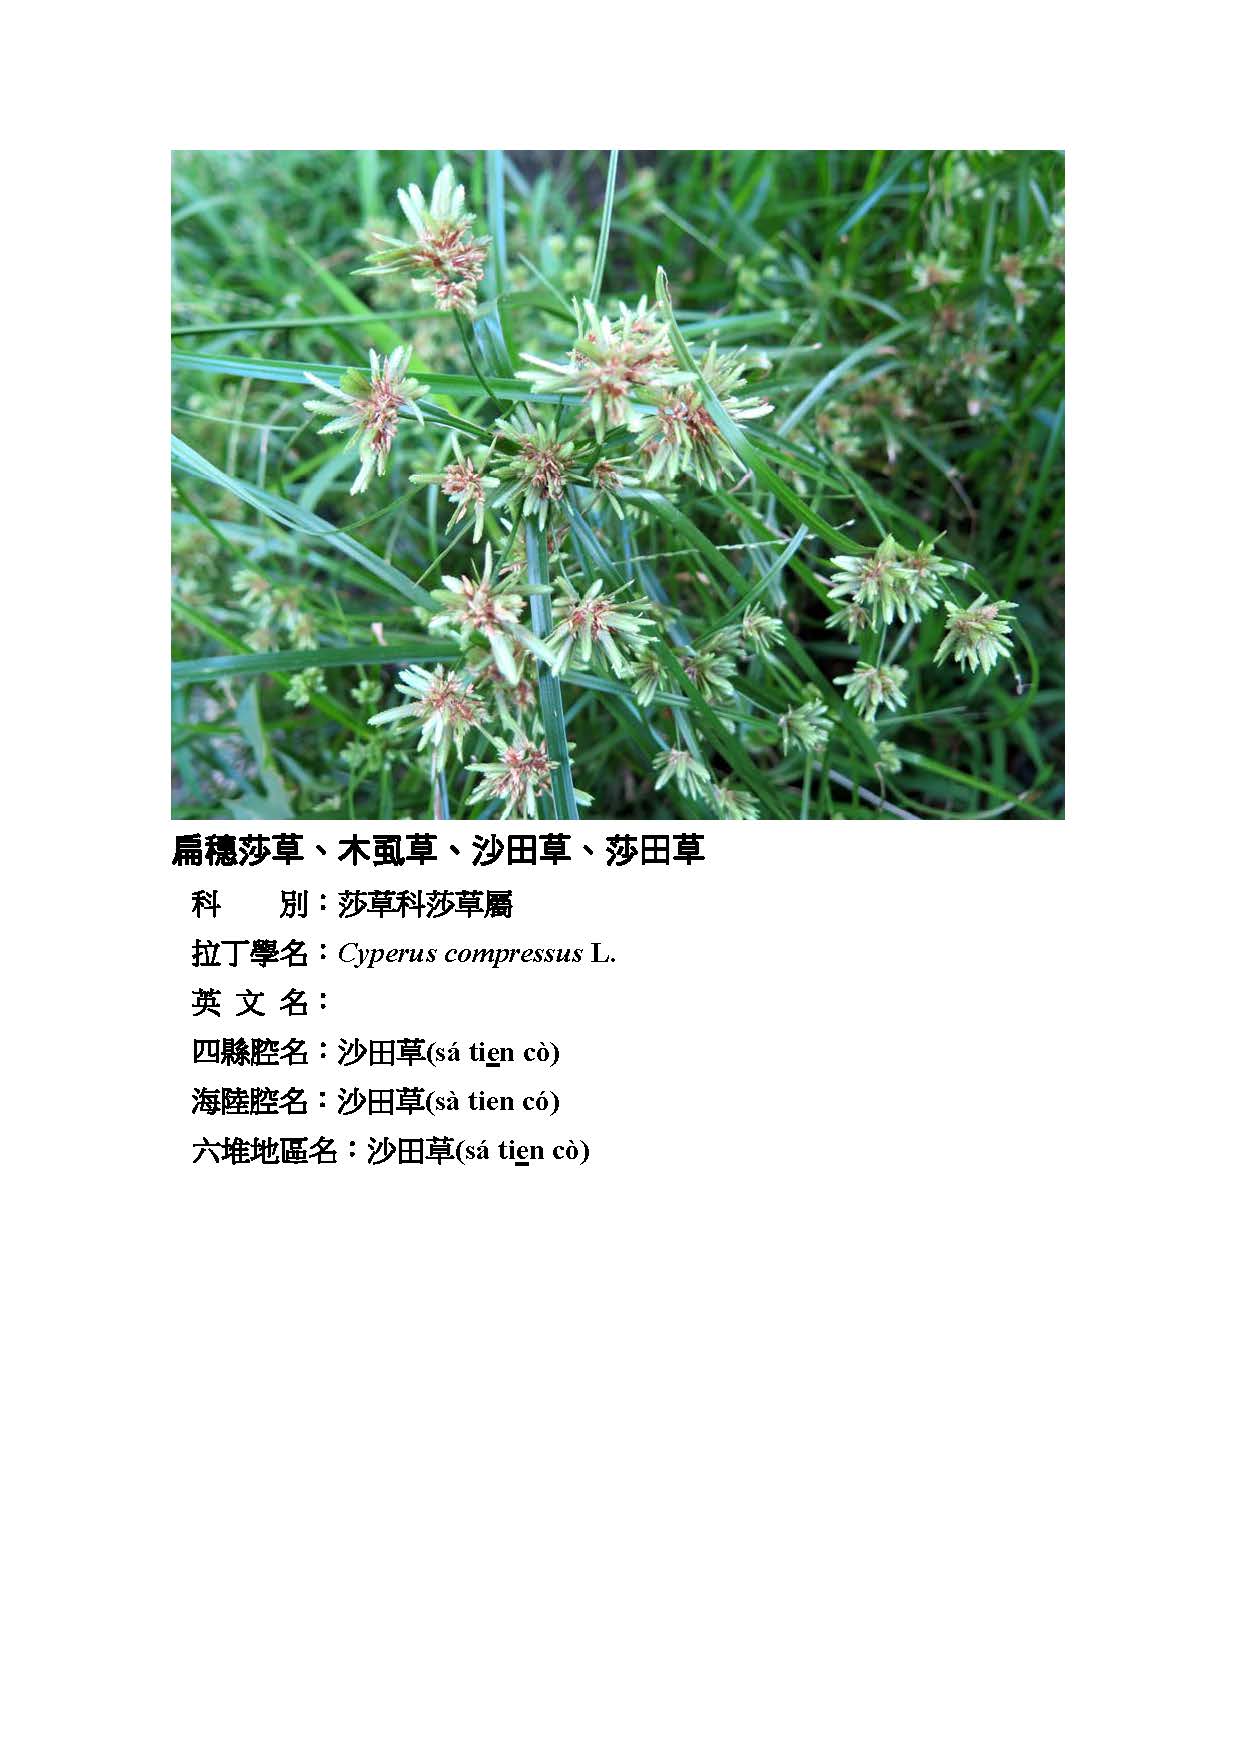 扁穗莎草、木虱草、沙田草、莎田草
科　　別：莎草科莎草屬
拉丁學名：Cyperus compressus L.
英 文 名：
四縣腔名：沙田草(sá tien cò)
海陸腔名：沙田草(sà tien có)
六堆地區名：沙田草(sá tien cò)